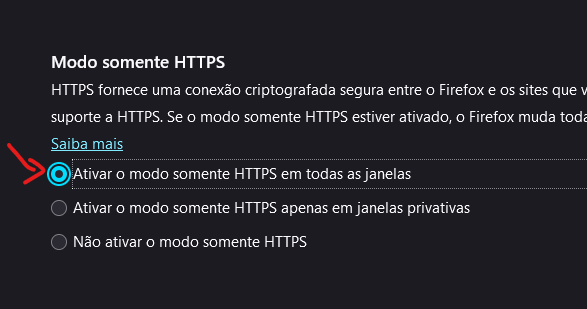 Modo somente HTTPS
HTTPS fornece uma conexão criptografada segura entre o Firefox e os sites que
suporte a HTTPS. Se o modo somente HTTPS estiver ativado, o Firefox muda
Saiba mais
Ativar o modo somente HTTPS em todas as janelas
Ativar o modo somente HTTPS apenas em janelas privativas
Não ativar o modo somente HTTPS